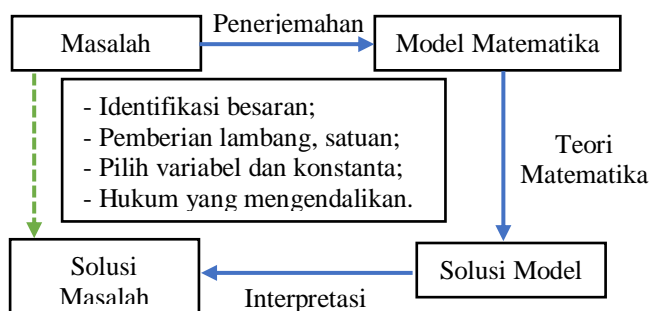 Penerjemahan
Masalah
Model Matematika
- Identifikasi besaran;
- Pemberian lambang, satuan;
- Pilih variabel dan konstanta;
- Hukum yang mengendalikan.
Teori
Matematika
Solusi
Masalah
Solusi Model
Interpretasi